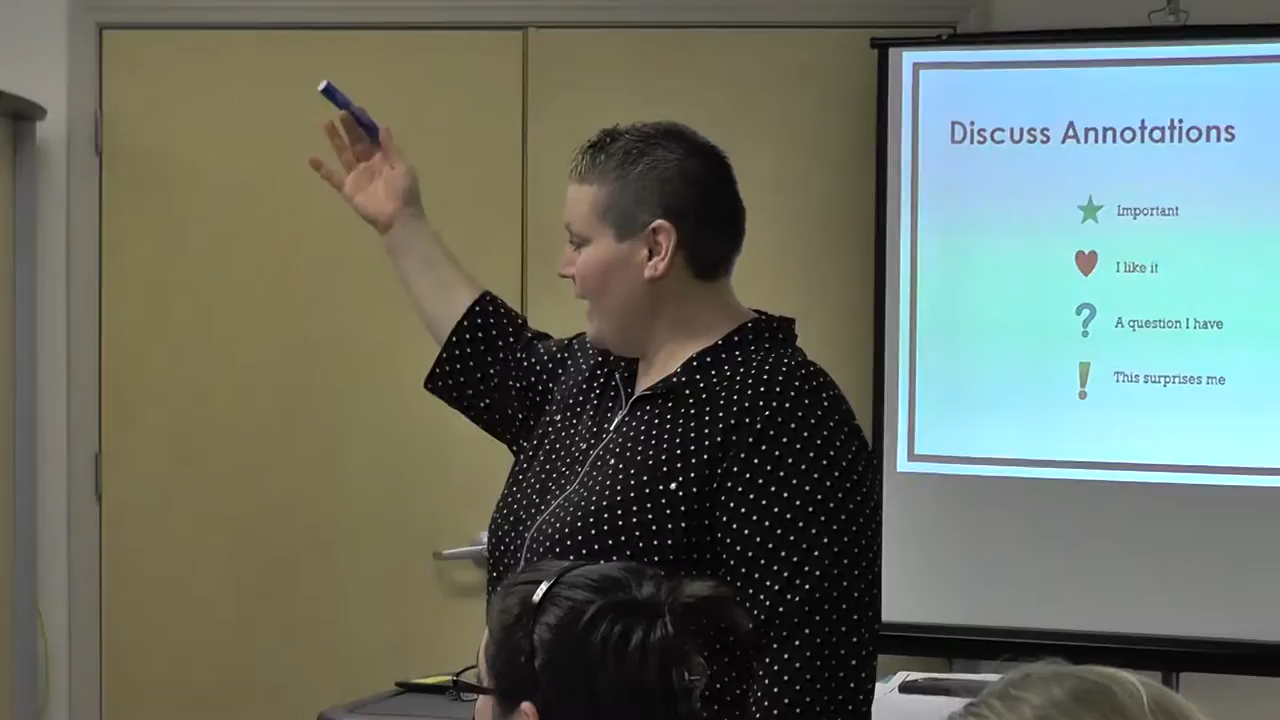 Discuss Annotations
Important
I like it
A question I have
This surprises me